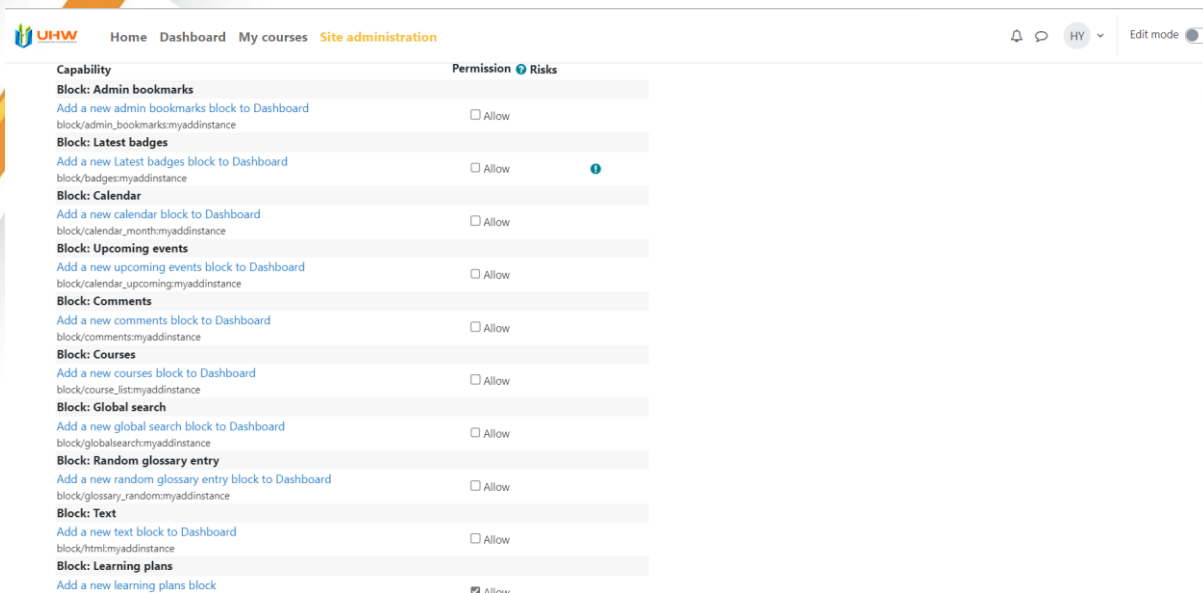 UHW
Home Dashboard My courses Site administration
HY
Edit mode
Capability Permission Risks
Block: Admin bookmarks
Add a new admin bookmarks block to Dashboard
block/admin_bookmarks:myaddinstance
Allow
Block: Latest badges
Add a new Latest badges block to Dashboard
block/badges:myaddinstance
Allow
Block: Calendar
Add a new calendar block to Dashboard
block/calendar_month:myaddinstance
Allow
Block: Upcoming events
Add a new upcoming events block to Dashboard
block/calendar_upcoming:myaddinstance
Allow
Block: Comments
Add a new comments block to Dashboard
block/comments:myaddinstance
Allow
Block: Courses
Add a new courses block to Dashboard
block/course_list:myaddinstance
Allow
Block: Global search
Add a new global search block to Dashboard
block/globalsearch:myaddinstance
Allow
Block: Random glossary entry
Add a new random glossary entry block to Dashboard
block/glossary_random:myaddinstance
Allow
Block: Text
Add a new text block to Dashboard
block/html:myaddinstance
Allow
Block: Learning plans
Add a new learning plans block
Allow